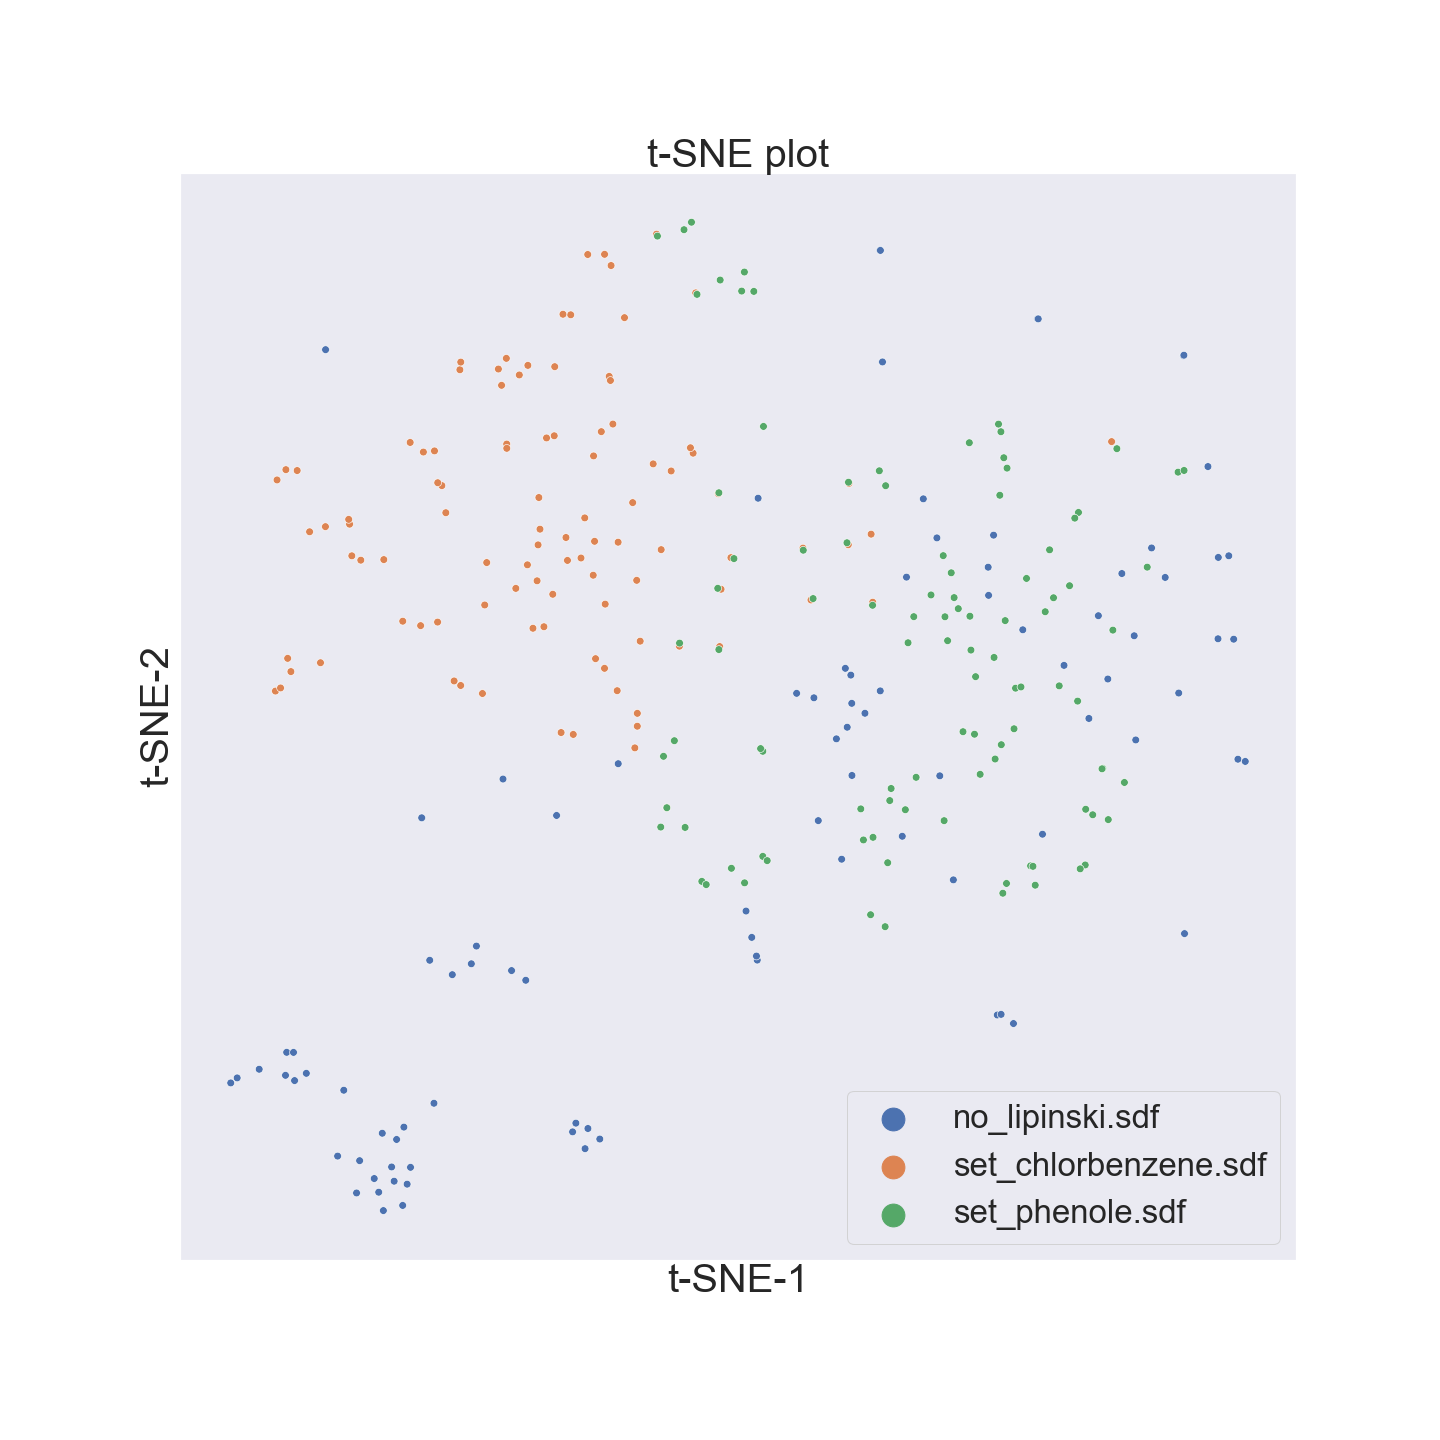 t-SNE plot
t-SNE-2
no_lipinski.sdf
set_chlorbenzene.sdf
set_phenole.sdf
t-SNE-1